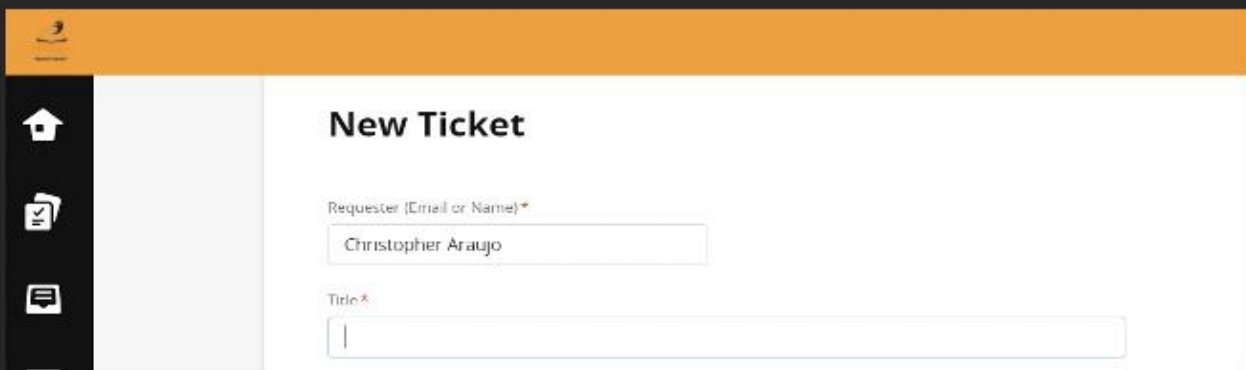 New Ticket
Requester (Email or Name)*
Christopher Araujo
Title*